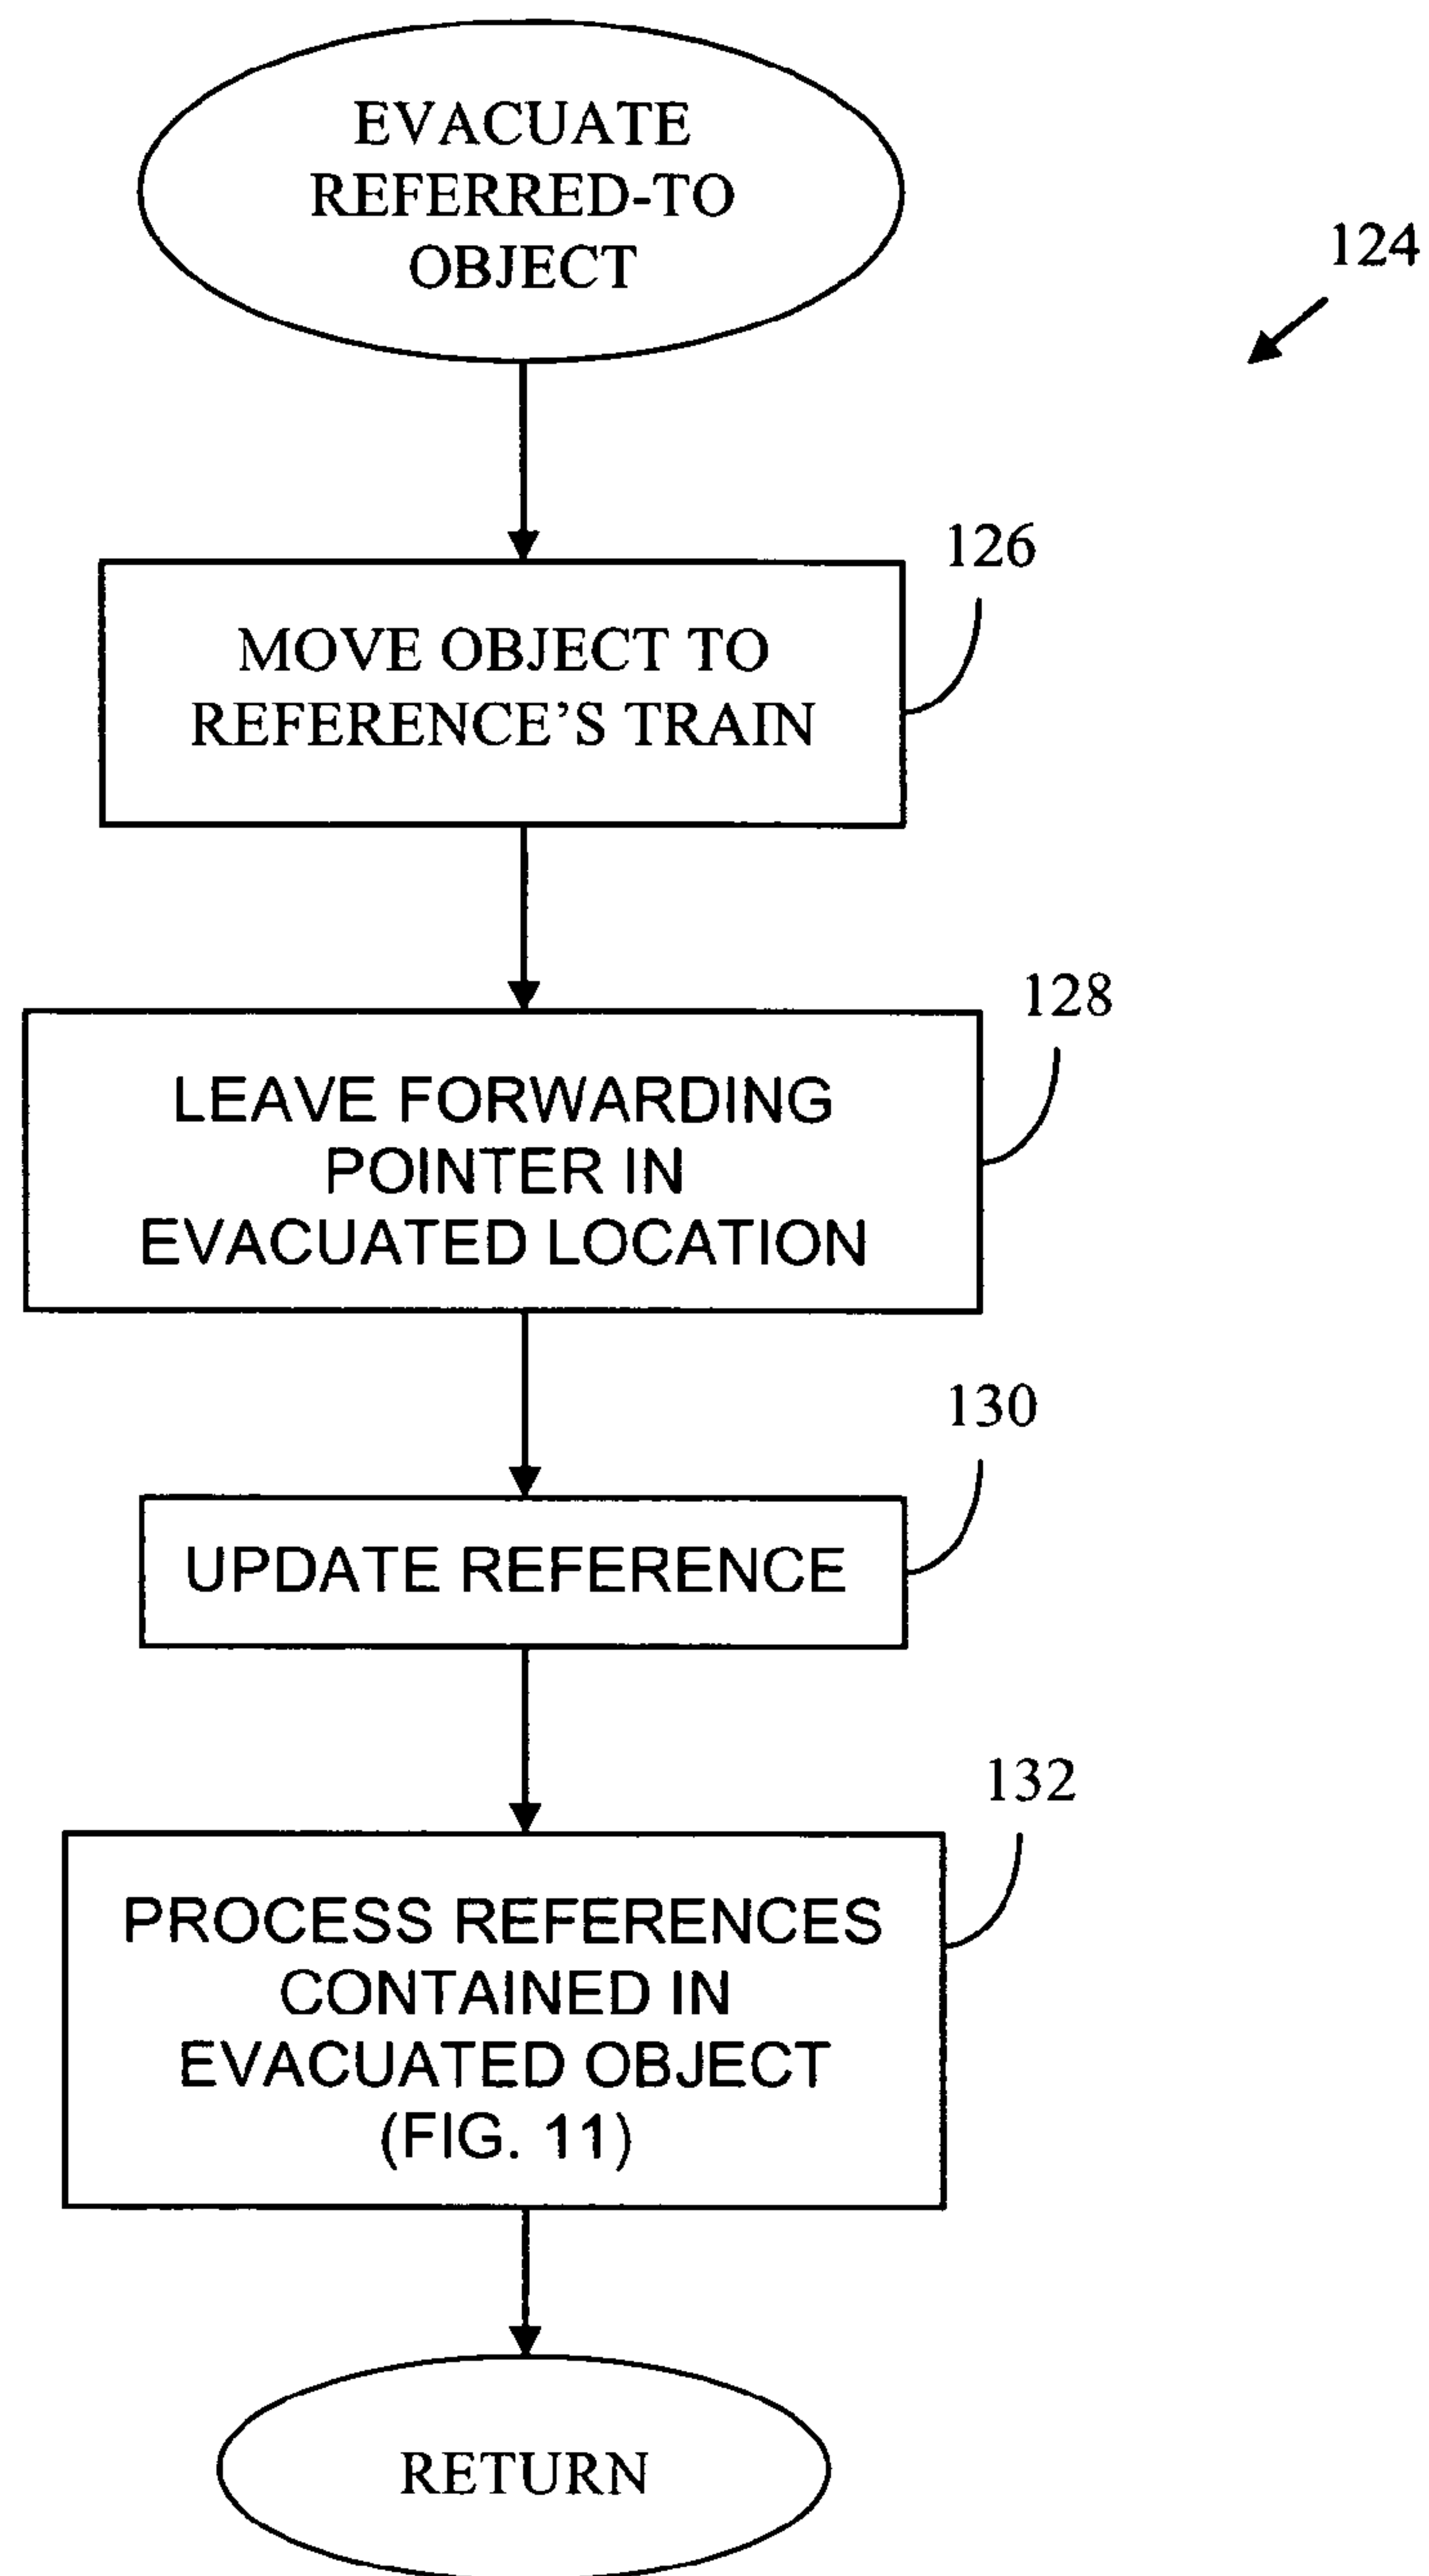 EVACUATE
REFERRED-TO
OBJECT
124
126
MOVE OBJECT TO
REFERENCE’S TRAIN
128
LEAVE FORWARDING
POINTER IN
EVACUATED LOCATION
130
UPDATE REFERENCE
132
PROCESS REFERENCES
CONTAINED IN
EVACUATED OBJECT
(FIG. 11)
RETURN